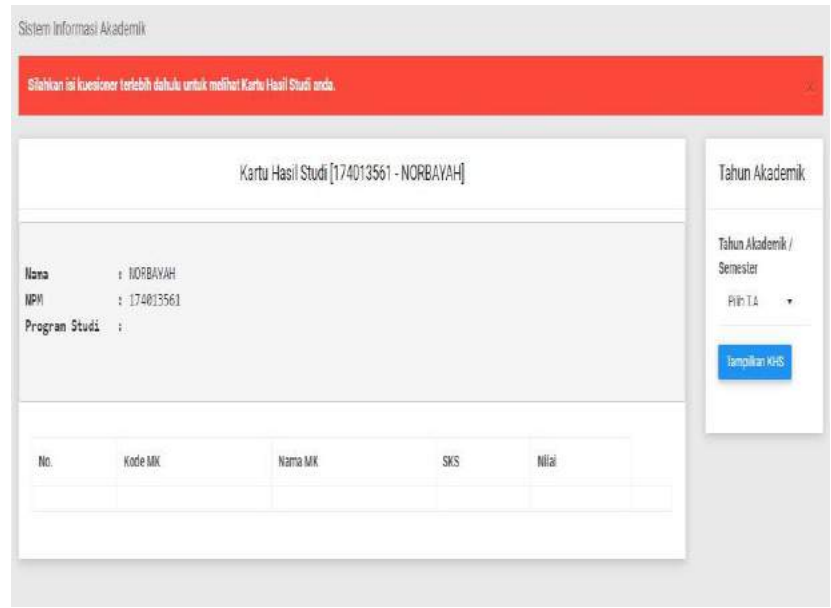 Sistem Informasi Akademik
Silahkan isi kuesioner terlebih dahulu untuk melihat Kartu Hasil Studi anda.
×
Kartu Hasil Studi [174013561 - NORBAYAH]
Nama : NORBAYAH
NPM : 174013561
Program Studi :
No. Kode MK Nama MK SKS Nilai
Tahun Akademik
Tahun Akademik /
Semester
Pilih T.A
Tampilkan KHS